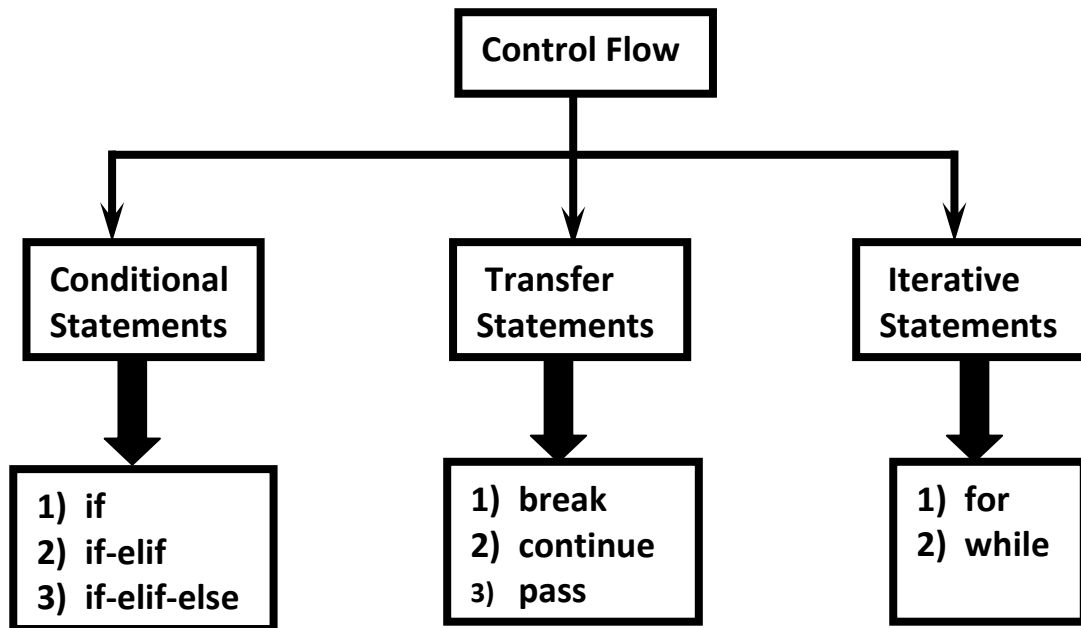 Control Flow
Conditional
Statements
Transfer
Statements
Iterative
Statements
1) if
2) if-elif
3) if-elif-else
1) break
2) continue
3) pass
1) for
2) while